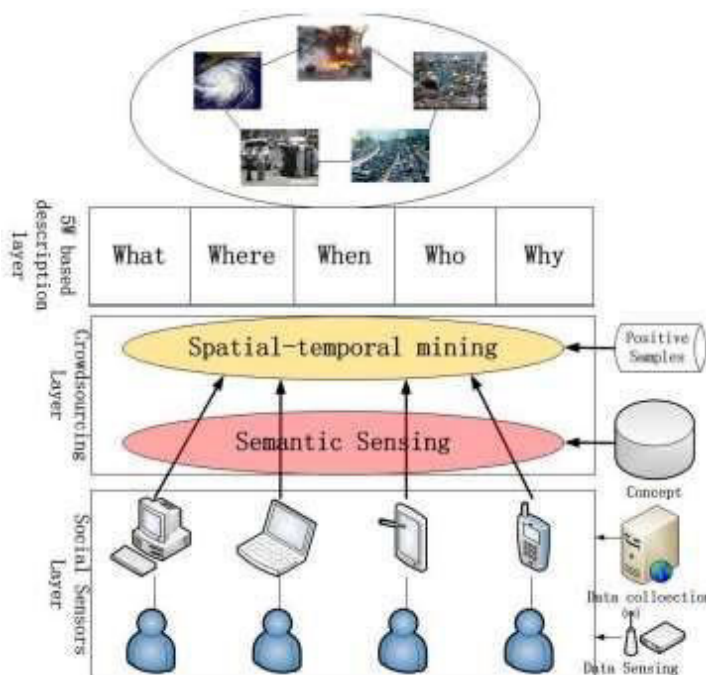 5W based
description
layer
What
Where
When
Who
Why
Crowdsourcing
Layer
Spatial-temporal mining
Positive
Samples
Semantic Sensing
Concept
Social Sensors
Layer
Data colloection
Data Sensing